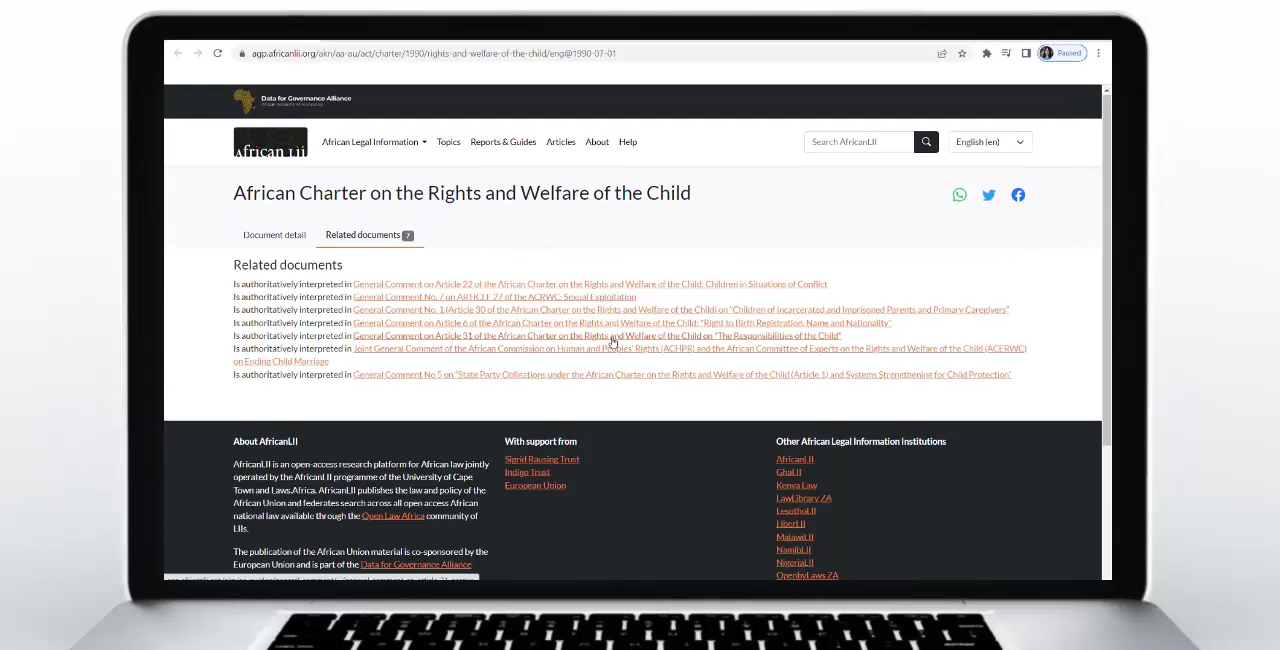 agp.africanlii.org/akn/aa-au/act/charter/1990/rights-and-welfare-of-the-child/eng@1990-07-01
Paused
Data for Governance Alliance
African LII
African Legal Information
Topics
Reports & Guides
Articles
About
Help
Search AfricanLII
English (en)
African Charter on the Rights and Welfare of the Child
Document detail
Related documents 7
Related documents
Is authoritatively interpreted in General Comment on Article 22 of the African Charter on the Rights and Welfare of the Child: Children in Situations of Conflict
Is authoritatively interpreted in General Comment No. 7 on ARTICLE 27 of the ACRWC: Sexual Exploitation
Is authoritatively interpreted in General Comment No. 1 (Article 30 of the African Charter on the Rights and Welfare of the Child) on "Children of Incarcerated and Imprisoned Parents and Primary Caregivers"
Is authoritatively interpreted in General Comment on Article 6 of the African Charter on the Rights and Welfare of the Child: "Right to Birth Registration, Name and Nationality"
Is authoritatively interpreted in General Comment on Article 31 of the African Charter on the Rights and Welfare of the Child on "The Responsibilities of the Child"
Is authoritatively interpreted in Joint General Comment of the African Commission on Human and Peoples' Rights (ACHPR) and the African Committee of Experts on the Rights and Welfare of the Child (ACERWC)
on Ending Child Marriage
Is authoritatively interpreted in General Comment No 5 on "State Party Obligations under the African Charter on the Rights and Welfare of the Child (Article 1) and Systems Strengthening for Child Protection"
About AfricanLII
AfricanLII is an open-access research platform for African law jointly
operated by the AfricanLII programme of the University of Cape
Town and Laws.Africa. AfricanLII publishes the law and policy of the
African Union and federates search across all open access African
national law available through the Open Law Africa community of
LIIs.
The publication of the African Union material is co-sponsored by the
European Union and is part of the Data for Governance Alliance
With support from
Sigrid Rausing Trust
Indigo Trust
European Union
Other African Legal Information Institutions
AfricanLII
GhaLII
Kenya Law
LawLibrary ZA
LesothoLII
LiberLII
MalawiLII
NamibLII
NigeriaLII
OpenbyLaws ZA